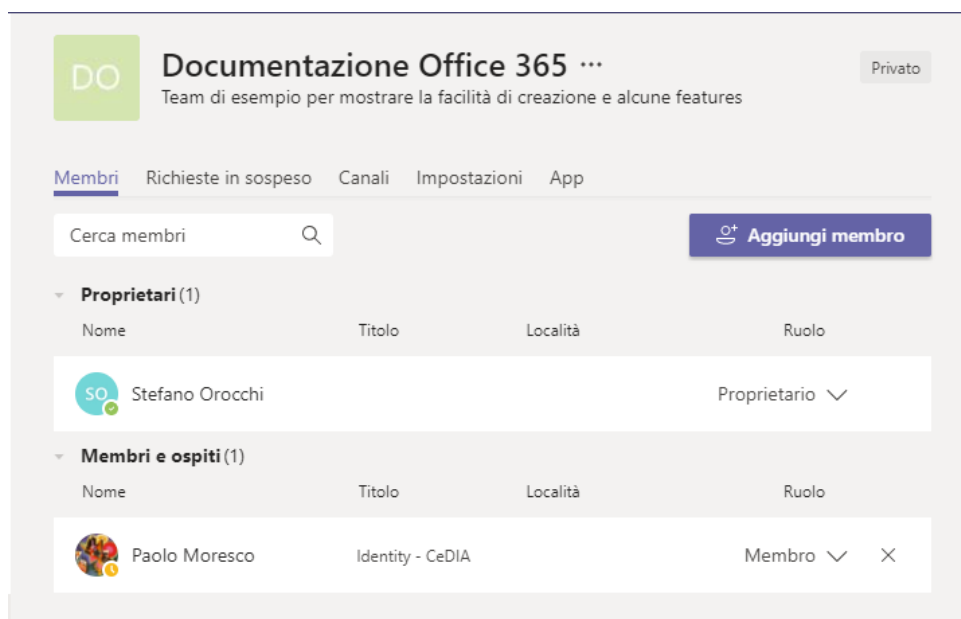 DO
Documentazione Office 365 ...
Privato
Team di esempio per mostrare la facilità di creazione e alcune features
Membri Richieste in sospeso Canali Impostazioni App
Cerca membri
Aggiungi membro
Proprietari (1)
Nome Titolo Località Ruolo
SO Stefano Orocchi Proprietario
Membri e ospiti (1)
Nome Titolo Località Ruolo
Paolo Moresco Identity - CeDIA Membro